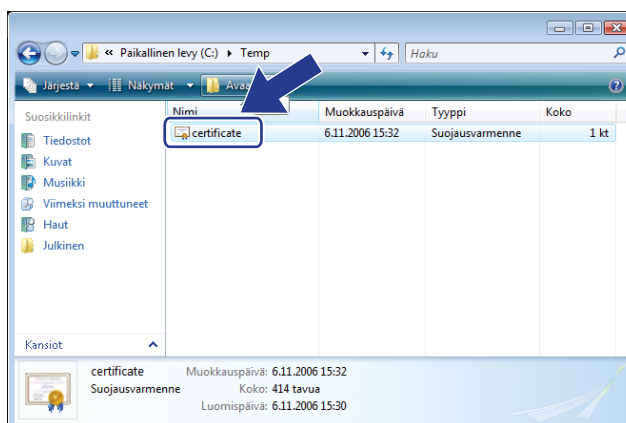 « Paikallinen levy (C:) ▸ Temp
Haku
Järjestä Näkymät Avaa
Suosikkilinkit
Tiedostot
Kuvat
Musiikki
Viimeksi muuttuneet
Haut
Julkinen
Kansiot
Nimi Muokkauspäivä Tyyppi Koko
certificate 6.11.2006 15:32 Suojausvarmenne 1 kt
certificate Muokkauspäivä: 6.11.2006 15:32
Suojausvarmenne Koko: 414 tavua
Luomispäivä: 6.11.2006 15:30